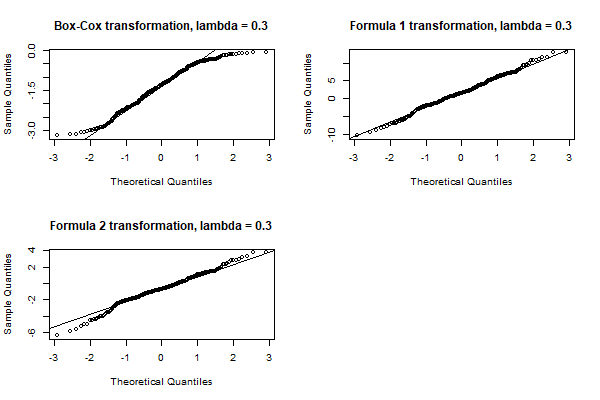 Box-Cox transformation, lambda = 0.3
Sample Quantiles
0.0
-1.5
-3.0
-3 -2 -1 0 1 2 3
Theoretical Quantiles
Formula 1 transformation, lambda = 0.3
Sample Quantiles
5
0
-10
-3 -2 -1 0 1 2 3
Theoretical Quantiles
Formula 2 transformation, lambda = 0.3
Sample Quantiles
4
2
-2
-6
-3 -2 -1 0 1 2 3
Theoretical Quantiles